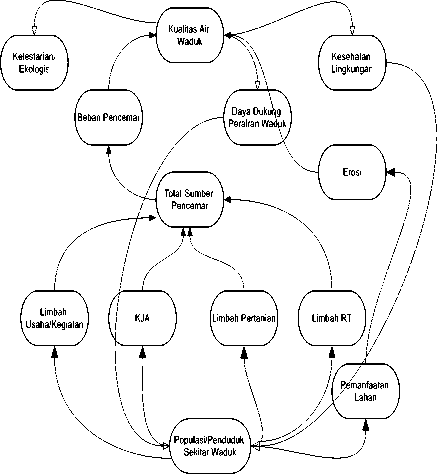 Kualitas Air
Waduk
Kelestarian
Ekologis
Kesehatan
Lingkungan
Beban Pencemar
Daya Dukung
Perairan Waduk
Erosi
Total Sumber
Pencemar
Limbah
Usaha/Kegiatan
KJA
Limbah Pertanian
Limbah RT
Pemanfaatan
Lahan
Populasi/Penduduk
Sekitar Waduk